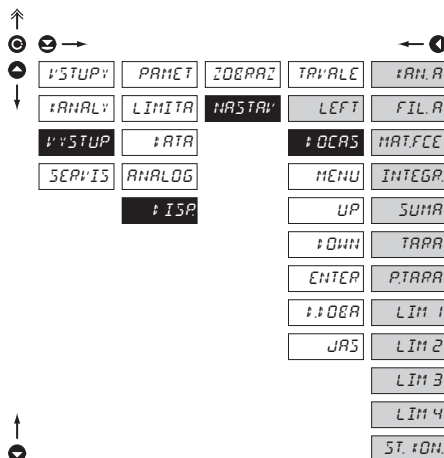 VSTUPY PAMET ZOBRAZ TRVALE KAN. A
KANALY LIMITA NASTAV LEFT FIL. A
VYSTUP DATA DOCAS MAT.FCE
SERVIS ANALOG MENU INTEGR.
DISP. UP SUMA
DOWN TARA
ENTER P.TARA
D.DOBA LIM 1
JAS LIM 2
LIM 3
LIM 4
ST. KON.